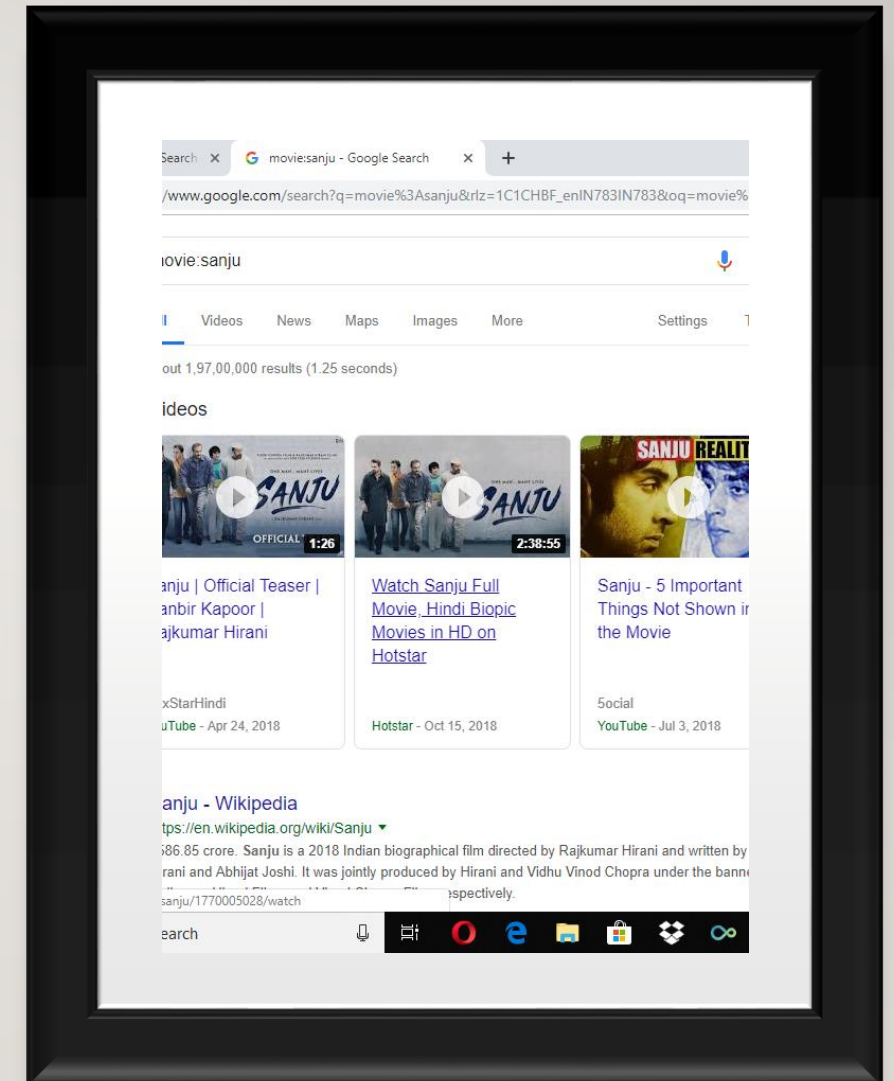 Search
movie:sanju - Google Search
/www.google.com/search?q=movie%3Asanju&rlz=1C1CHBF_enIN783IN783&oq=movie%
ovie:sanju
Videos News Maps Images More Settings
out 1,97,00,000 results (1.25 seconds)
ideos
SANJU
OFFICIAL
1:26
SANJU
2:38:55
SANJU REALIT
anju | Official Teaser |
anbir Kapoor |
ajkumar Hirani
xStarHindi
uTube - Apr 24, 2018
Watch Sanju Full
Movie, Hindi Biopic
Movies in HD on
Hotstar
Hotstar - Oct 15, 2018
Sanju - 5 Important
Things Not Shown in
the Movie
5ocial
YouTube - Jul 3, 2018
anju - Wikipedia
tps://en.wikipedia.org/wiki/Sanju
586.85 crore. Sanju is a 2018 Indian biographical film directed by Rajkumar Hirani and written by
rani and Abhijat Joshi. It was jointly produced by Hirani and Vidhu Vinod Chopra under the banne
espectively.
sanju/1770005028/watch
earch